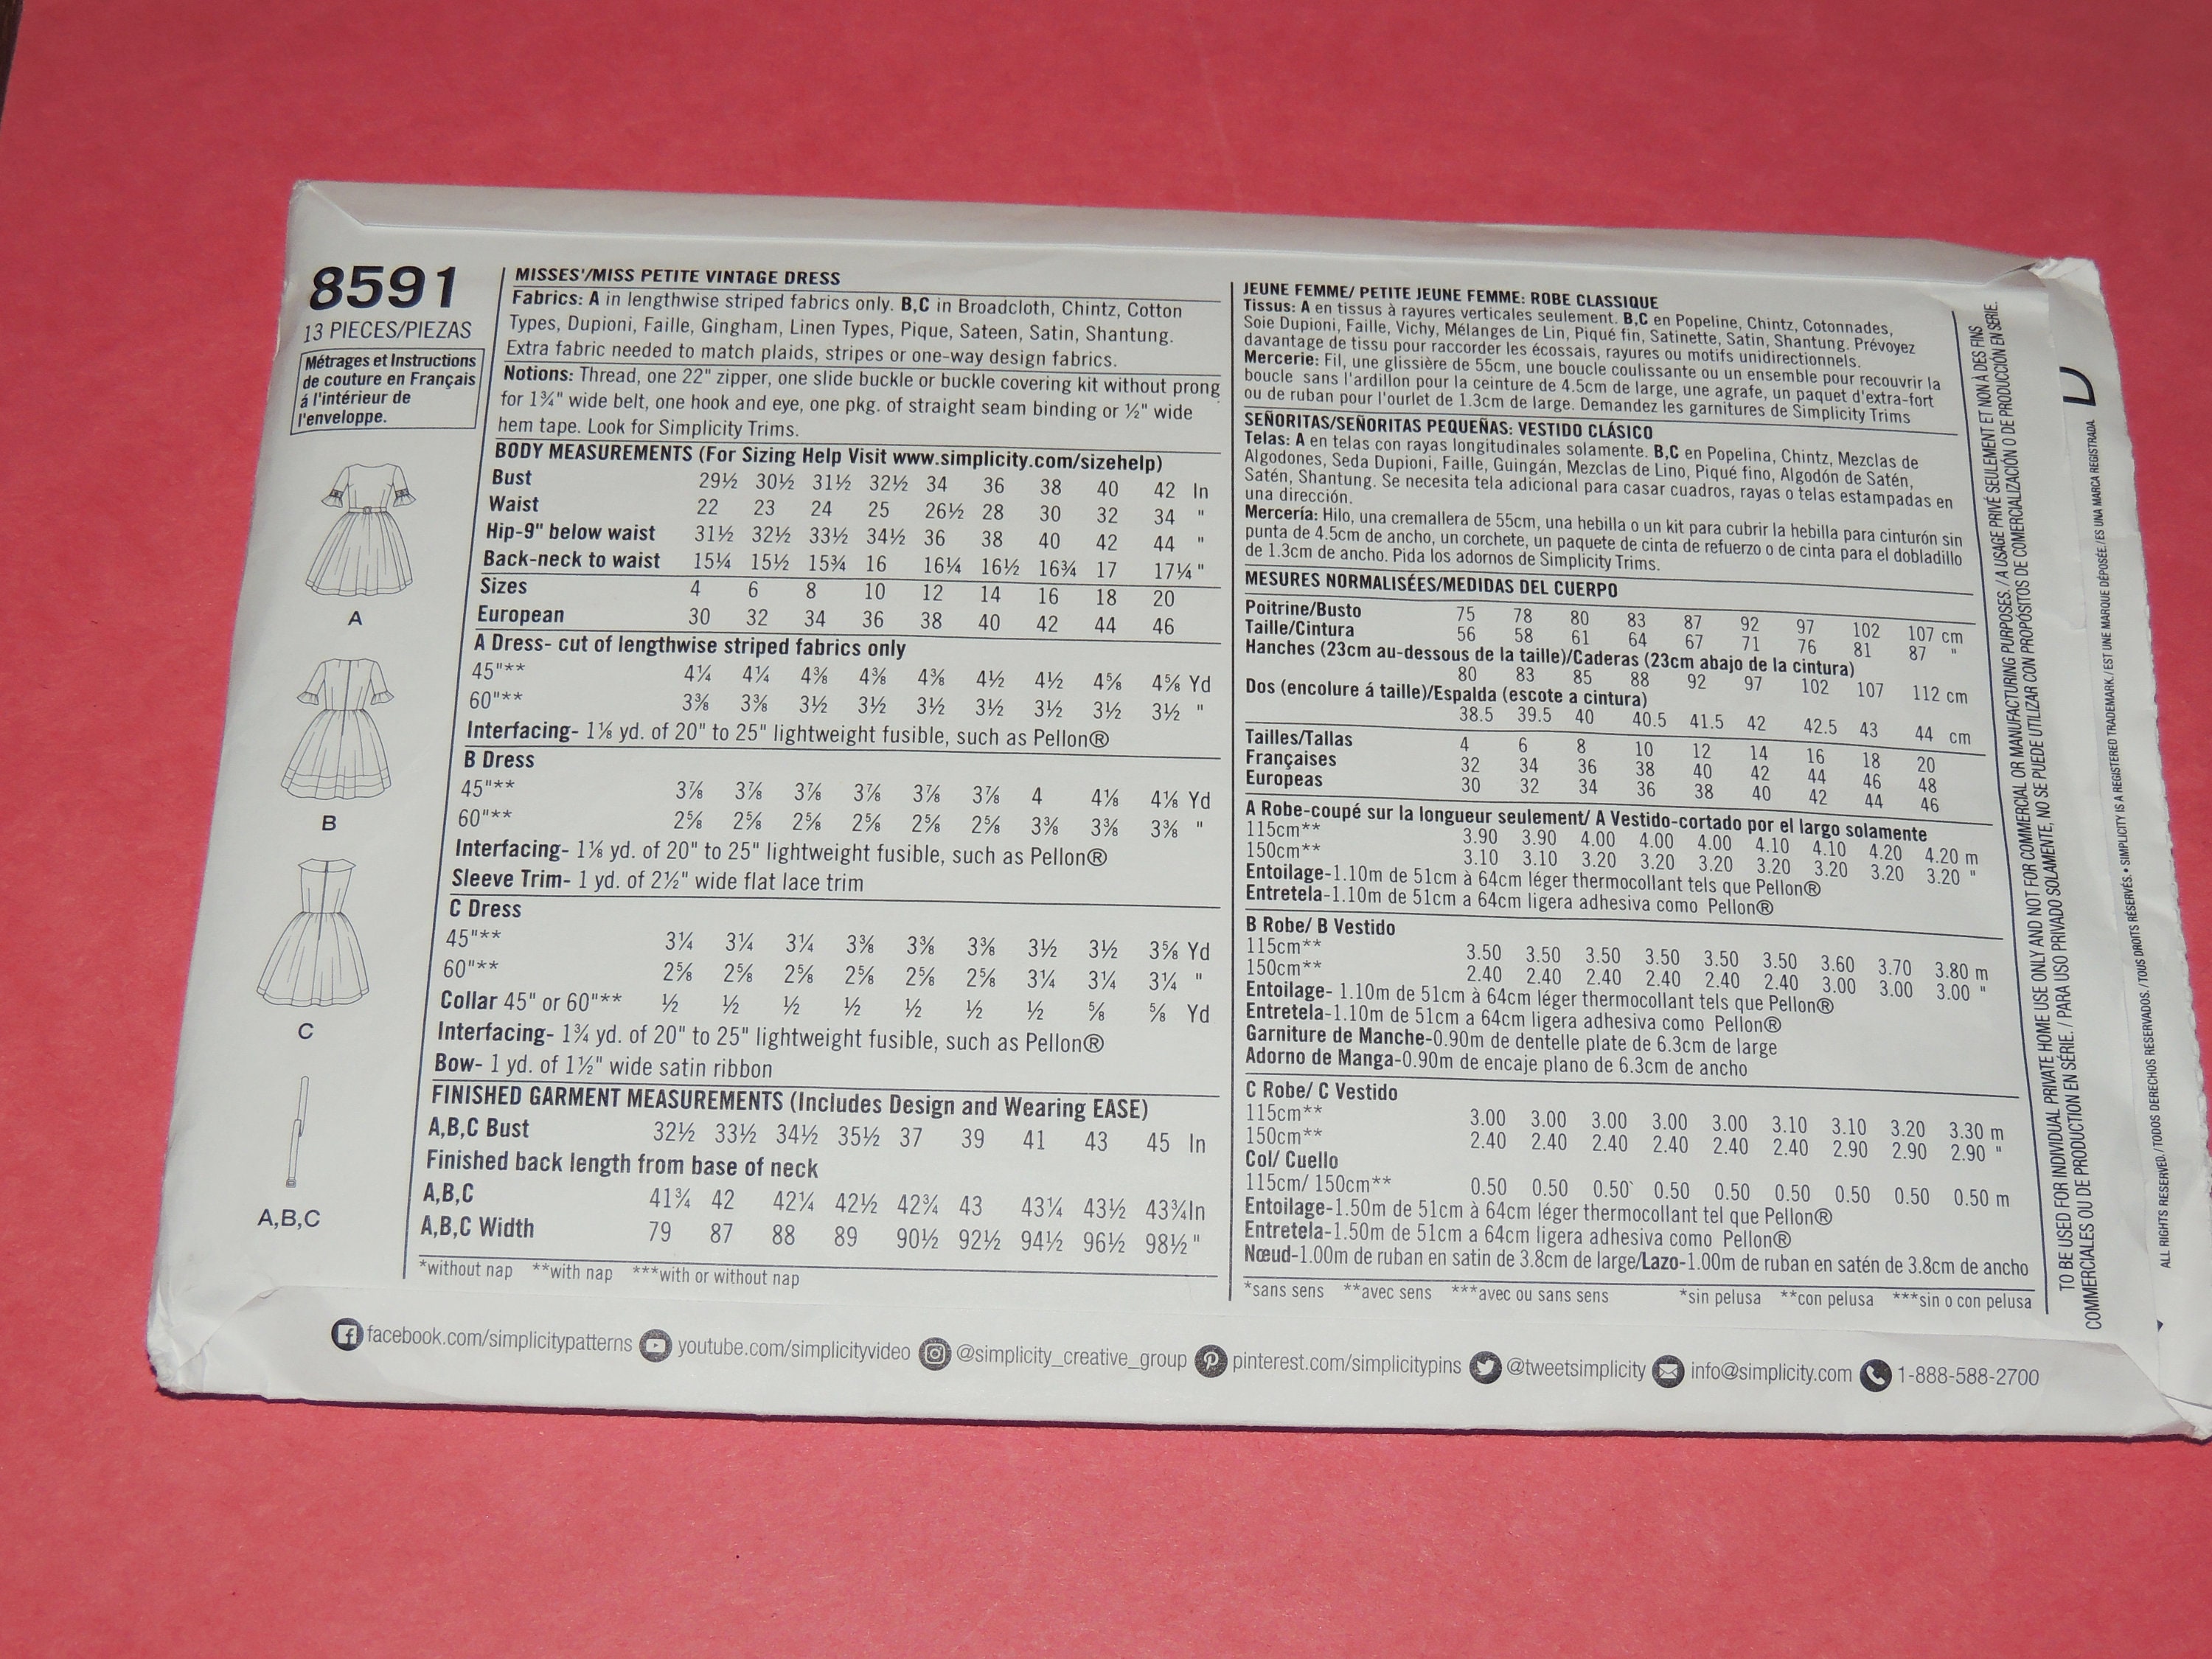 8591
13 PIECES/PIEZAS
Métrages et Instructions
de couture en Français
á l'intérieur de
l'enveloppe.
A
B
C
A,B,C
MISSES'/MISS PETITE VINTAGE DRESS
Fabrics: A in lengthwise striped fabrics only. B,C in Broadcloth, Chintz, Cotton
Types, Dupioni, Faille, Gingham, Linen Types, Pique, Sateen, Satin, Shantung.
Extra fabric needed to match plaids, stripes or one-way design fabrics.
Notions: Thread, one 22" zipper, one slide buckle or buckle covering kit without prong
for 1¾" wide belt, one hook and eye, one pkg. of straight seam binding or ½" wide
hem tape. Look for Simplicity Trims.
BODY MEASUREMENTS (For Sizing Help Visit www.simplicity.com/sizehelp)
Bust 29½ 30½ 31½ 32½ 34 36 38 40 42 In
Waist 22 23 24 25 26½ 28 30 32 34 "
Hip-9" below waist 31½ 32½ 33½ 34½ 36 38 40 42 44 "
Back-neck to waist 15¼ 15½ 15¾ 16 16¼ 16½ 16¾ 17 17¼ "
Sizes 4 6 8 10 12 14 16 18 20
European 30 32 34 36 38 40 42 44 46
A Dress- cut of lengthwise striped fabrics only
45"** 4¼ 4¼ 4⅜ 4⅜ 4⅜ 4½ 4½ 4⅝ 4⅝ Yd
60"** 3⅜ 3⅜ 3½ 3½ 3½ 3½ 3½ 3½ 3½ "
Interfacing- 1⅛ yd. of 20" to 25" lightweight fusible, such as Pellon®
B Dress
45"** 3⅞ 3⅞ 3⅞ 3⅞ 3⅞ 3⅞ 4 4⅛ 4⅛ Yd
60"** 2⅝ 2⅝ 2⅝ 2⅝ 2⅝ 2⅝ 3⅜ 3⅜ 3⅜ "
Interfacing- 1⅛ yd. of 20" to 25" lightweight fusible, such as Pellon®
Sleeve Trim- 1 yd. of 2½" wide flat lace trim
C Dress
45"** 3¼ 3¼ 3¼ 3⅜ 3⅜ 3⅜ 3½ 3½ 3⅝ Yd
60"** 2⅝ 2⅝ 2⅝ 2⅝ 2⅝ 2⅝ 3¼ 3¼ 3¼ "
Collar 45" or 60"** ½ ½ ½ ½ ½ ½ ½ ⅝ ⅝ Yd
Interfacing- 1¾ yd. of 20" to 25" lightweight fusible, such as Pellon®
Bow- 1 yd. of 1½" wide satin ribbon
FINISHED GARMENT MEASUREMENTS (Includes Design and Wearing EASE)
A,B,C Bust 32½ 33½ 34½ 35½ 37 39 41 43 45 In
Finished back length from base of neck
A,B,C 41¾ 42 42¼ 42½ 42¾ 43 43¼ 43½ 43¾In
A,B,C Width 79 87 88 89 90½ 92½ 94½ 96½ 98½ "
*without nap **with nap ***with or without nap
JEUNE FEMME/ PETITE JEUNE FEMME: ROBE CLASSIQUE
Tissus: A en tissus à rayures verticales seulement. B,C en Popeline, Chintz, Cotonnades,
Soie Dupioni, Faille, Vichy, Mélanges de Lin, Piqué fin, Satinette, Satin, Shantung. Prévoyez
davantage de tissu pour raccorder les écossais, rayures ou motifs unidirectionnels.
Mercerie: Fil, une glissière de 55cm, une boucle coulissante ou un ensemble pour recouvrir la
boucle sans l'ardillon pour la ceinture de 4.5cm de large, une agrafe, un paquet d'extra-fort
ou de ruban pour l'ourlet de 1.3cm de large. Demandez les garnitures de Simplicity Trims
SEÑORITAS/SEÑORITAS PEQUEÑAS: VESTIDO CLÁSICO
Telas: A en telas con rayas longitudinales solamente. B,C en Popelina, Chintz, Mezclas de
Algodones, Seda Dupioni, Faille, Guingán, Mezclas de Lino, Piqué fino, Algodón de Satén,
Satén, Shantung. Se necesita tela adicional para casar cuadros, rayas o telas estampadas en
una dirección.
Mercería: Hilo, una cremallera de 55cm, una hebilla o un kit para cubrir la hebilla para cinturón sin
punta de 4.5cm de ancho, un corchete, un paquete de cinta de refuerzo o de cinta para el dobladillo
de 1.3cm de ancho. Pida los adornos de Simplicity Trims.
MESURES NORMALISÉES/MEDIDAS DEL CUERPO
Poitrine/Busto 75 78 80 83 87 92 97 102 107 cm
Taille/Cintura 56 58 61 64 67 71 76 81 87 "
Hanches (23cm au-dessous de la taille)/Caderas (23cm abajo de la cintura)
80 83 85 88 92 97 102 107 112 cm
Dos (encolure á taille)/Espalda (escote a cintura)
38.5 39.5 40 40.5 41.5 42 42.5 43 44 cm
Tailles/Tallas 4 6 8 10 12 14 16 18 20
Françaises 32 34 36 38 40 42 44 46 48
Europeas 30 32 34 36 38 40 42 44 46
A Robe-coupé sur la longueur seulement/ A Vestido-cortado por el largo solamente
115cm** 3.90 3.90 4.00 4.00 4.00 4.10 4.10 4.20 4.20 m
150cm** 3.10 3.10 3.20 3.20 3.20 3.20 3.20 3.20 3.20 "
Entoilage-1.10m de 51cm à 64cm léger thermocollant tels que Pellon®
Entretela-1.10m de 51cm a 64cm ligera adhesiva como Pellon®
B Robe/ B Vestido
115cm** 3.50 3.50 3.50 3.50 3.50 3.50 3.60 3.70 3.80 m
150cm** 2.40 2.40 2.40 2.40 2.40 2.40 3.00 3.00 3.00 "
Entoilage- 1.10m de 51cm à 64cm léger thermocollant tels que Pellon®
Entretela-1.10m de 51cm a 64cm ligera adhesiva como Pellon®
Garniture de Manche-0.90m de dentelle plate de 6.3cm de large
Adorno de Manga-0.90m de encaje plano de 6.3cm de ancho
C Robe/ C Vestido
115cm** 3.00 3.00 3.00 3.00 3.00 3.10 3.10 3.20 3.30 m
150cm** 2.40 2.40 2.40 2.40 2.40 2.40 2.90 2.90 2.90 "
Col/ Cuello
115cm/ 150cm** 0.50 0.50 0.50 0.50 0.50 0.50 0.50 0.50 0.50 m
Entoilage-1.50m de 51cm à 64cm léger thermocollant tel que Pellon®
Entretela-1.50m de 51cm a 64cm ligera adhesiva como Pellon®
Nœud-1.00m de ruban en satin de 3.8cm de large/Lazo-1.00m de ruban en satén de 3.8cm de ancho
*sans sens **avec sens ***avec ou sans sens *sin pelusa **con pelusa ***sin o con pelusa
TO BE USED FOR INDIVIDUAL PRIVATE HOME USE ONLY AND NOT FOR COMMERCIAL OR MANUFACTURING PURPOSES. / A USAGE PRIVÉ SEULEMENT ET NON À DES FINS
COMMERCIALES OU DE PRODUCTION EN SÉRIE. / PARA USO PRIVADO SOLAMENTE, NO SE PUEDE UTILIZAR CON PROPÓSITOS DE COMERCIALIZACIÓN O DE PRODUCCIÓN EN SERIE.
ALL RIGHTS RESERVED. /TODOS DERECHOS RESERVADOS. /TOUS DROITS RÉSERVÉS. • SIMPLICITY IS A REGISTERED TRADEMARK./ EST UNE MARQUE DÉPOSÉE./ES UNA MARCA REGISTRADA
facebook.com/simplicitypatterns youtube.com/simplicityvideo @simplicity_creative_group pinterest.com/simplicitypins @tweetsimplicity info@simplicity.com 1-888-588-2700